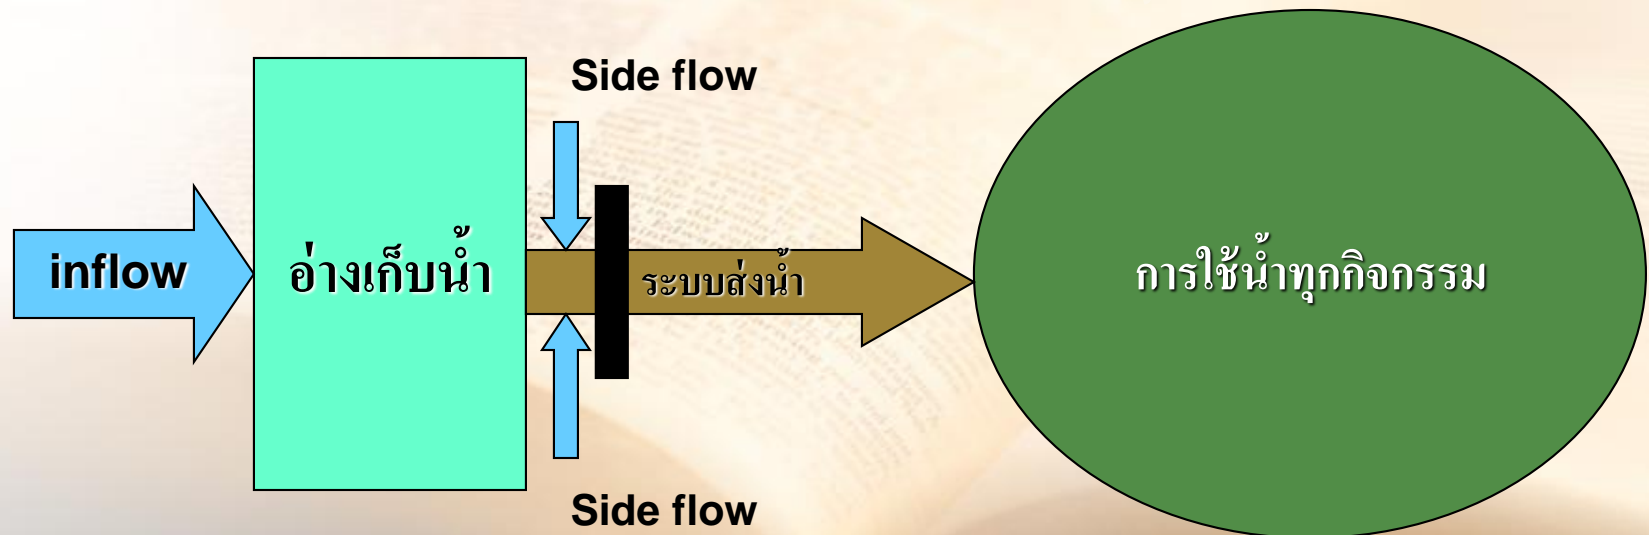 Side flow
inflow
อ่างเก็บน้ำ
ระบบส่งน้ำ
การใช้น้ำทุกกิจกรรม
Side flow